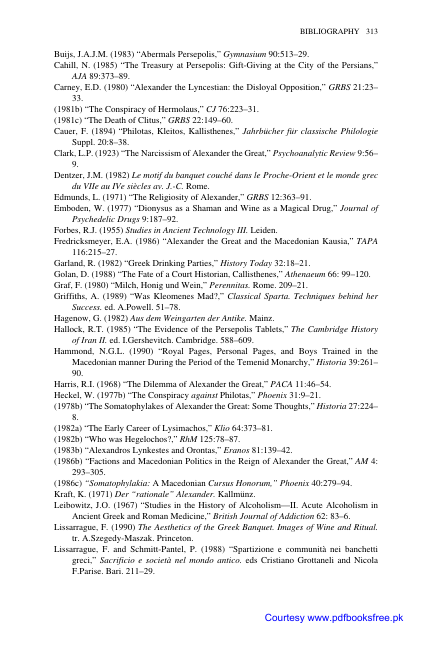 BIBLIOGRAPHY 313
Buijs, J.A.J.M. (1983) “Abermals Persepolis,” Gymnasium 90:513–29.
Cahill, N. (1985) “The Treasury at Persepolis: Gift-Giving at the City of the Persians,”
AJA 89:373–89.
Carney, E.D. (1980) “Alexander the Lyncestian: the Disloyal Opposition,” GRBS 21:23–
33.
(1981b) “The Conspiracy of Hermolaus,” CJ 76:223–31.
(1981c) “The Death of Clitus,” GRBS 22:149–60.
Cauer, F. (1894) “Philotas, Kleitos, Kallisthenes,” Jahrbücher für classische Philologie
Suppl. 20:8–38.
Clark, L.P. (1923) “The Narcissism of Alexander the Great,” Psychoanalytic Review 9:56–
9.
Dentzer, J.M. (1982) Le motif du banquet couché dans le Proche-Orient et le monde grec
du VIIe au IVe siècles av. J.-C. Rome.
Edmunds, L. (1971) “The Religiosity of Alexander,” GRBS 12:363–91.
Emboden, W. (1977) “Dionysus as a Shaman and Wine as a Magical Drug,” Journal of
Psychedelic Drugs 9:187–92.
Forbes, R.J. (1955) Studies in Ancient Technology III. Leiden.
Fredricksmeyer, E.A. (1986) “Alexander the Great and the Macedonian Kausia,” TAPA
116:215–27.
Garland, R. (1982) “Greek Drinking Parties,” History Today 32:18–21.
Golan, D. (1988) “The Fate of a Court Historian, Callisthenes,” Athenaeum 66: 99–120.
Graf, F. (1980) “Milch, Honig und Wein,” Perennitas. Rome. 209–21.
Griffiths, A. (1989) “Was Kleomenes Mad?,” Classical Sparta. Techniques behind her
Success. ed. A.Powell. 51–78.
Hagenow, G. (1982) Aus dem Weingarten der Antike. Mainz.
Hallock, R.T. (1985) “The Evidence of the Persepolis Tablets,” The Cambridge History
of Iran II. ed. I.Gershevitch. Cambridge. 588–609.
Hammond, N.G.L. (1990) “Royal Pages, Personal Pages, and Boys Trained in the
Macedonian manner During the Period of the Temenid Monarchy,” Historia 39:261–
90.
Harris, R.I. (1968) “The Dilemma of Alexander the Great,” PACA 11:46–54.
Heckel, W. (1977b) “The Conspiracy against Philotas,” Phoenix 31:9–21.
(1978b) “The Somatophylakes of Alexander the Great: Some Thoughts,” Historia 27:224–
8.
(1982a) “The Early Career of Lysimachos,” Klio 64:373–81.
(1982b) “Who was Hegelochos?,” RhM 125:78–87.
(1983b) “Alexandros Lynkestes and Orontas,” Eranos 81:139–42.
(1986b) “Factions and Macedonian Politics in the Reign of Alexander the Great,” AM 4:
293–305.
(1986c) “Somatophylakia: A Macedonian Cursus Honorum,” Phoenix 40:279–94.
Kraft, K. (1971) Der “rationale” Alexander. Kallmünz.
Leibowitz, J.O. (1967) “Studies in the History of Alcoholism—II. Acute Alcoholism in
Ancient Greek and Roman Medicine,” British Journal of Addiction 62: 83–6.
Lissarrague, F. (1990) The Aesthetics of the Greek Banquet. Images of Wine and Ritual.
tr. A.Szegedy-Maszak. Princeton.
Lissarrague, F. and Schmitt-Pantel, P. (1988) “Spartizione e communità nei banchetti
greci,” Sacrificio e società nel mondo antico. eds Cristiano Grottaneli and Nicola
F.Parise. Bari. 211–29.
Courtesy www.pdfbooksfree.pk